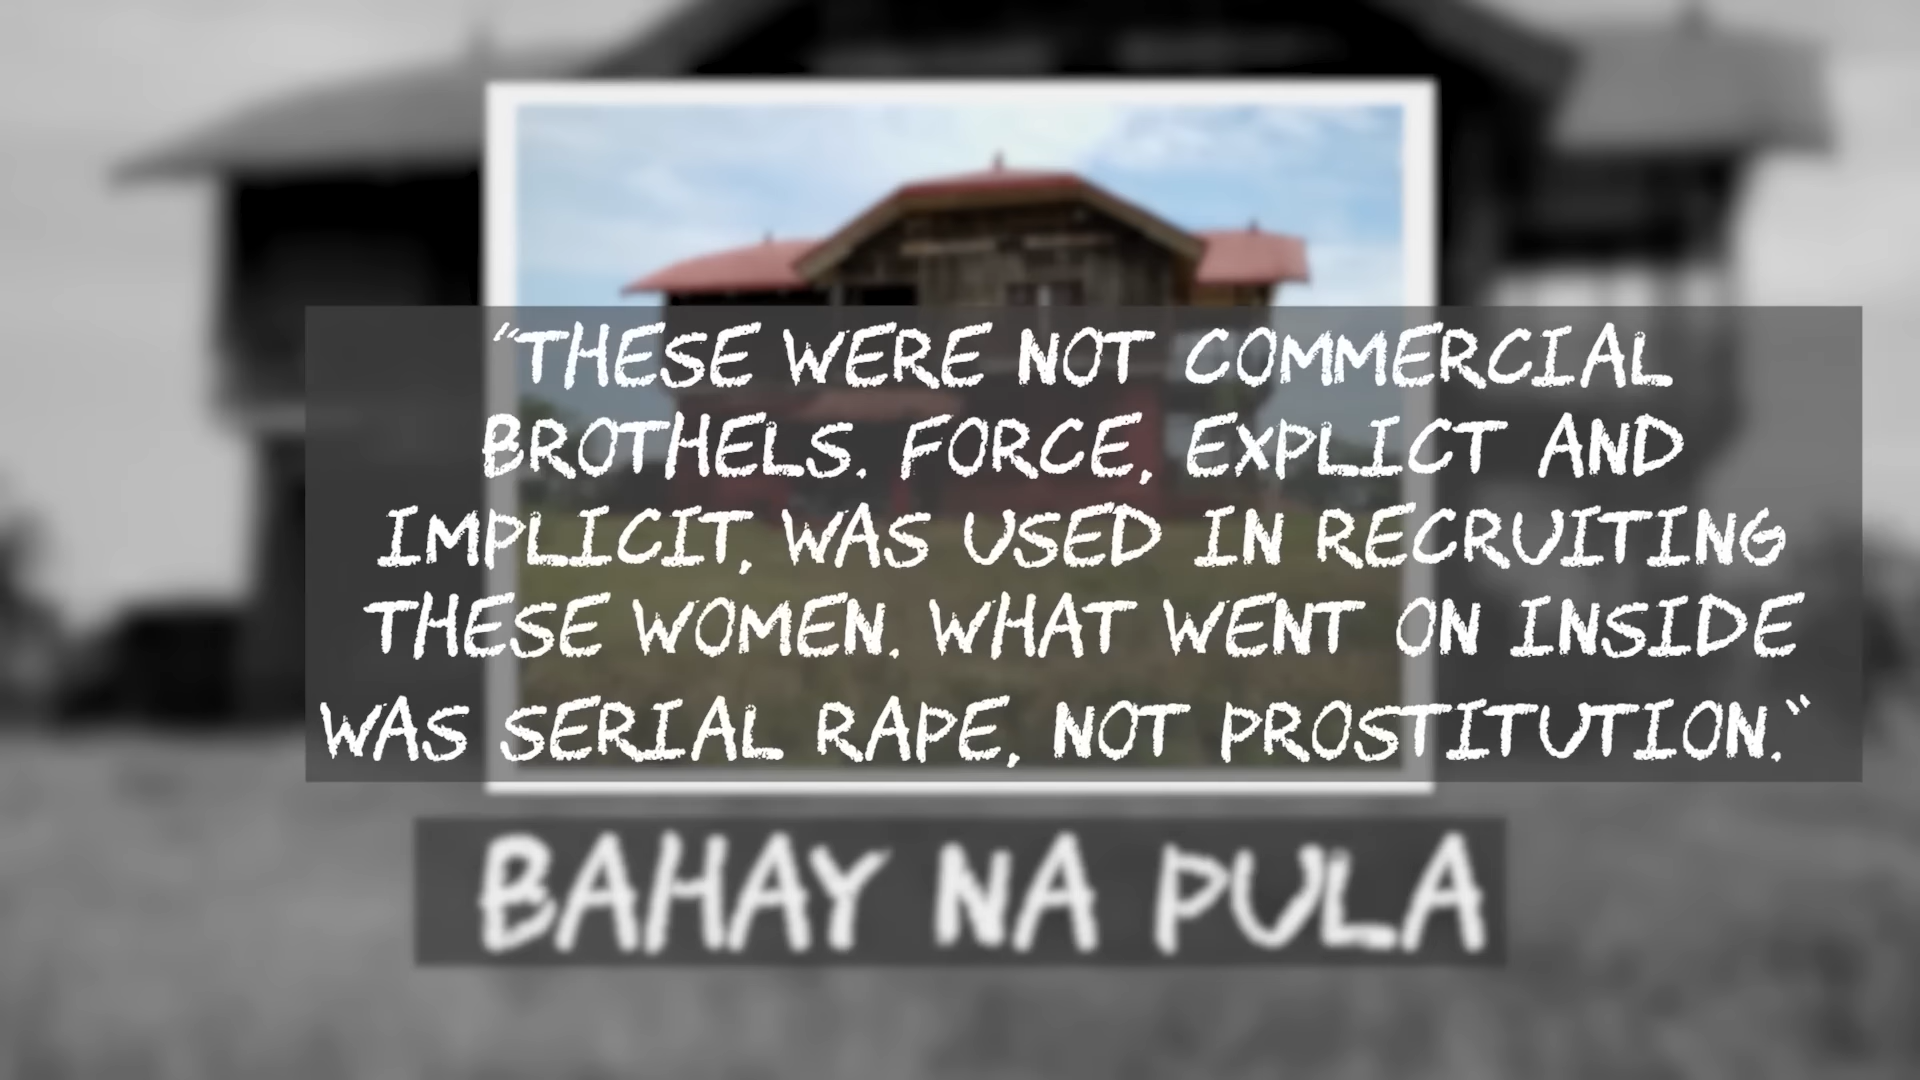 “THESE WERE NOT COMMERCIAL
BROTHELS. FORCE, EXPLICT AND
IMPLICIT, WAS USED IN RECRUITING
THESE WOMEN. WHAT WENT ON INSIDE
WAS SERIAL RAPE, NOT PROSTITUTION.“
BAHAY NA PULA